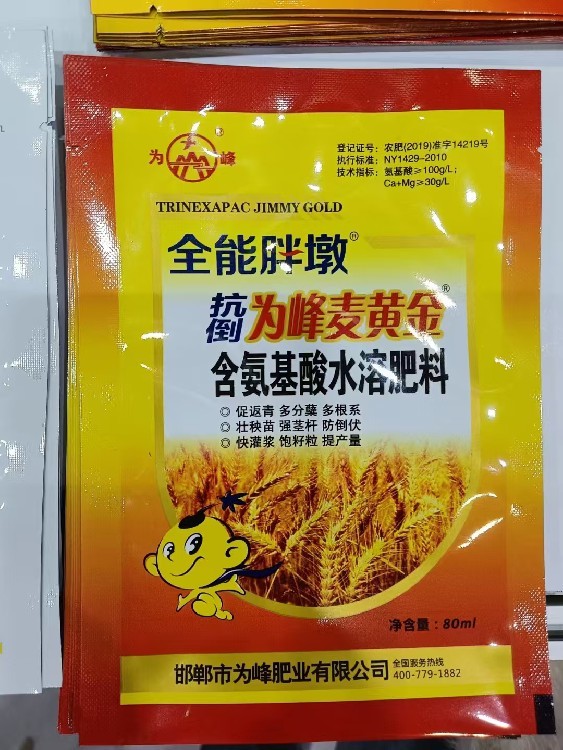 为 峰 ®
登记证号：农肥(2019)准字14219号
执行标准：NY1429-2010
技术指标：氨基酸≥100g/L；
Ca+Mg≥30g/L
TRINEXAPAC JIMMY GOLD
全能胖墩®
抗倒 为峰麦黄金®
含氨基酸水溶肥料
◎ 促返青 多分蘖 多根系
◎ 壮秧苗 强茎杆 防倒伏
◎ 快灌浆 饱籽粒 提产量
净含量：80ml
邯郸市为峰肥业有限公司
全国服务热线
400-779-1882